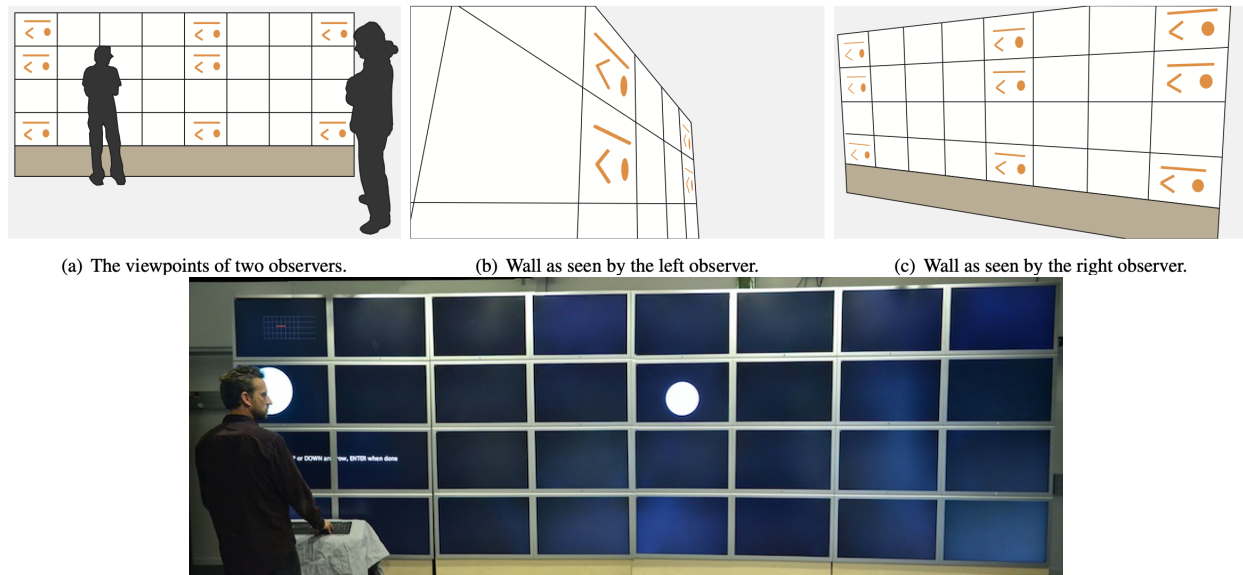 (a) The viewpoints of two observers.
(b) Wall as seen by the left observer.
(c) Wall as seen by the right observer.
or DOWN arrow, ENTER when done